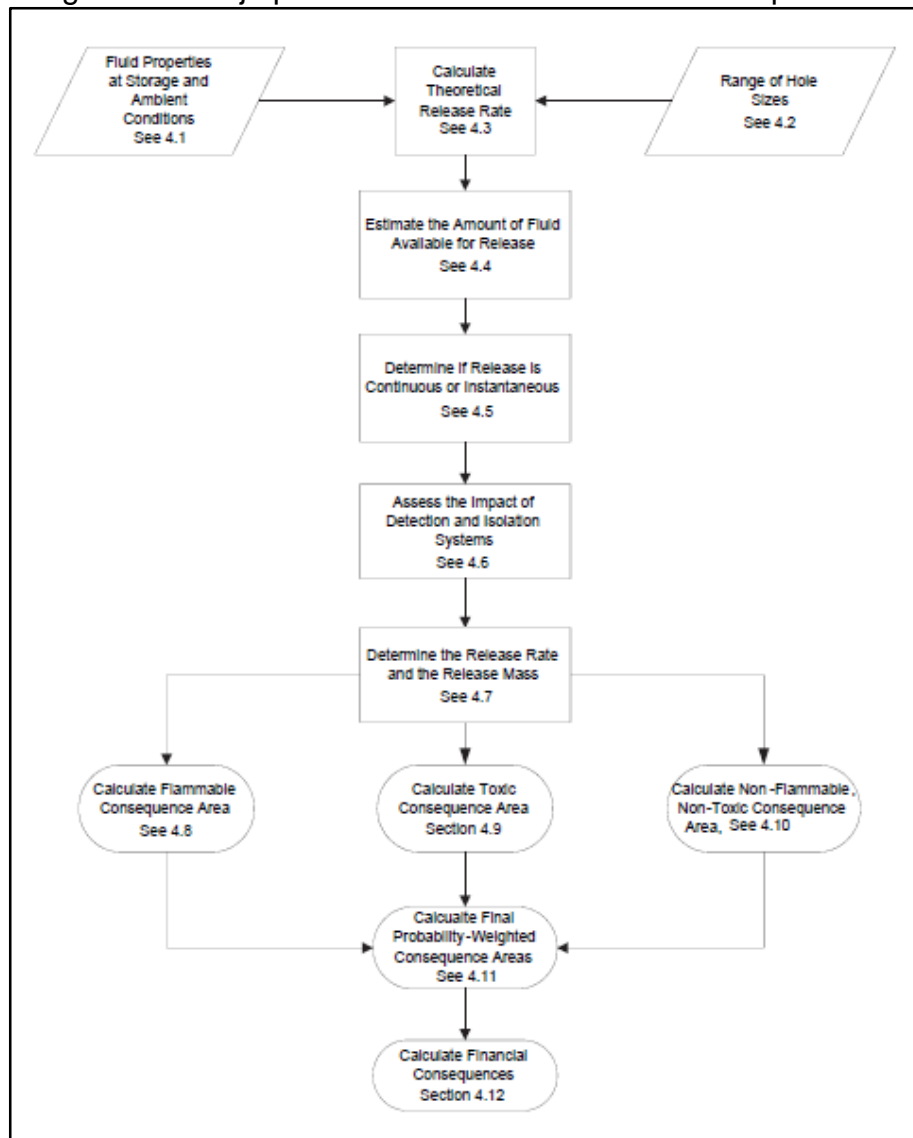 Fluid Properties
at Storage and
Ambient
Conditions
See 4.1
Calculate
Theoretical
Release Rate
See 4.3
Range of Hole
Sizes
See 4.2
Estimate the Amount of Fluid
Available for Release
See 4.4
Determine if Release is
Continuous or Instantaneous
See 4.5
Assess the Impact of
Detection and Isolation
Systems
See 4.6
Determine the Release Rate
and the Release Mass
See 4.7
Calculate Flammable
Consequence Area
See 4.8
Calculate Toxic
Consequence Area
Section 4.9
Calculate Non-Flammable,
Non-Toxic Consequence
Area, See 4.10
Calcualte Final
Probability-Weighted
Consequence Areas
See 4.11
Calculate Financial
Consequences
Section 4.12